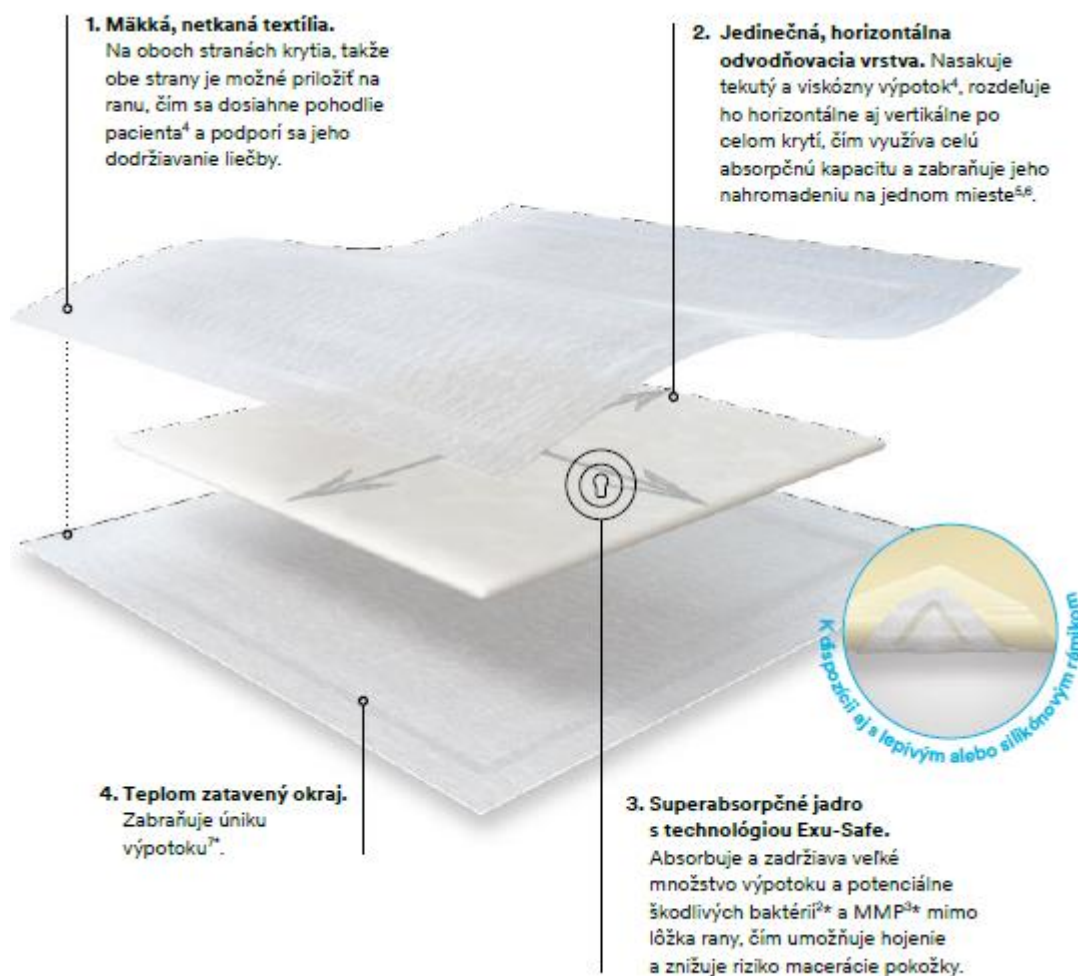 1. Mäkká, netkaná textília.
Na oboch stranách krytia, takže
obe strany je možné priložiť na
ranu, čím sa dosiahne pohodlie
pacienta⁴ a podporí sa jeho
dodržiavanie liečby.
2. Jedinečná, horizontálna
odvodňovacia vrstva. Nasakuje
tekutý a viskózny výpotok⁴, rozdeľuje
ho horizontálne aj vertikálne po
celom krytí, čím využíva celú
absorpčnú kapacitu a zabraňuje jeho
nahromadeniu na jednom mieste⁵,⁶.
K dispozícii aj s lepivým alebo silikónovým rámikom
4. Teplom zatavený okraj.
Zabraňuje úniku
výpotoku⁷*.
3. Superabsorpčné jadro
s technológiou Exu-Safe.
Absorbuje a zadržiava veľké
množstvo výpotoku a potenciálne
škodlivých baktérií²* a MMP³* mimo
lôžka rany, čím umožňuje hojenie
a znižuje riziko macerácie pokožky.